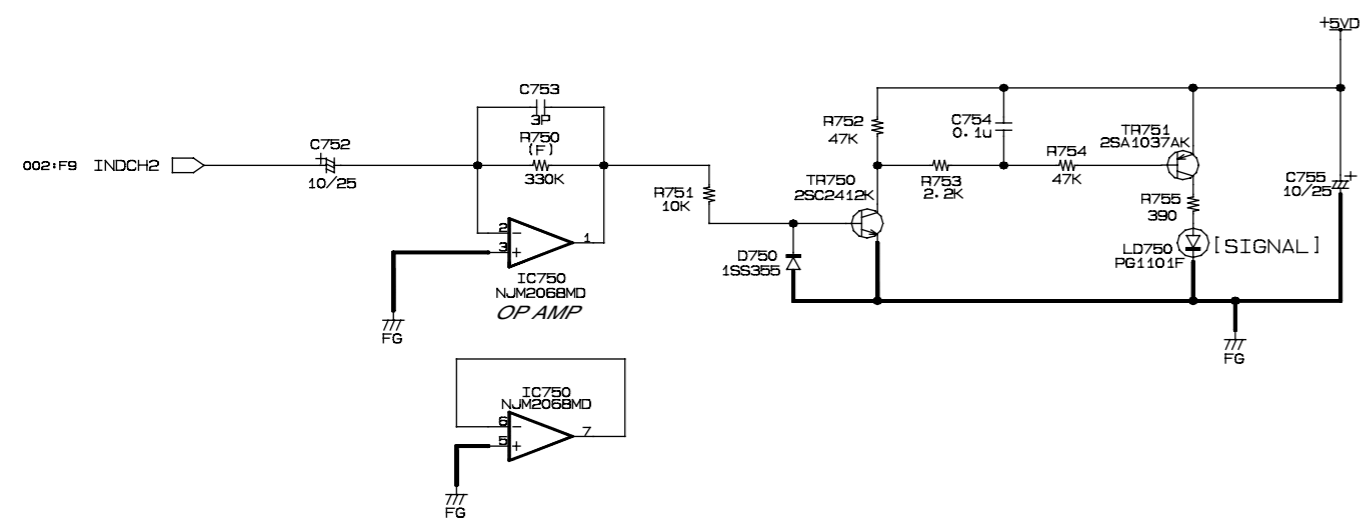 +5VD
C753
3P
R750
(F)
330K
C752
+
10/25
002:F9 INDCH2
R751
10K
2
-
3
+
1
IC750
NJM2068MD
OP AMP
FG
D750
1SS355
TR750
2SC2412K
R752
47K
C754
0.1u
R753
2.2K
R754
47K
TR751
2SA1037AK
R755
390
LD750
PG1101F
[SIGNAL]
C755
10/25
+
FG
IC750
NJM2068MD
6
-
5
+
7
FG